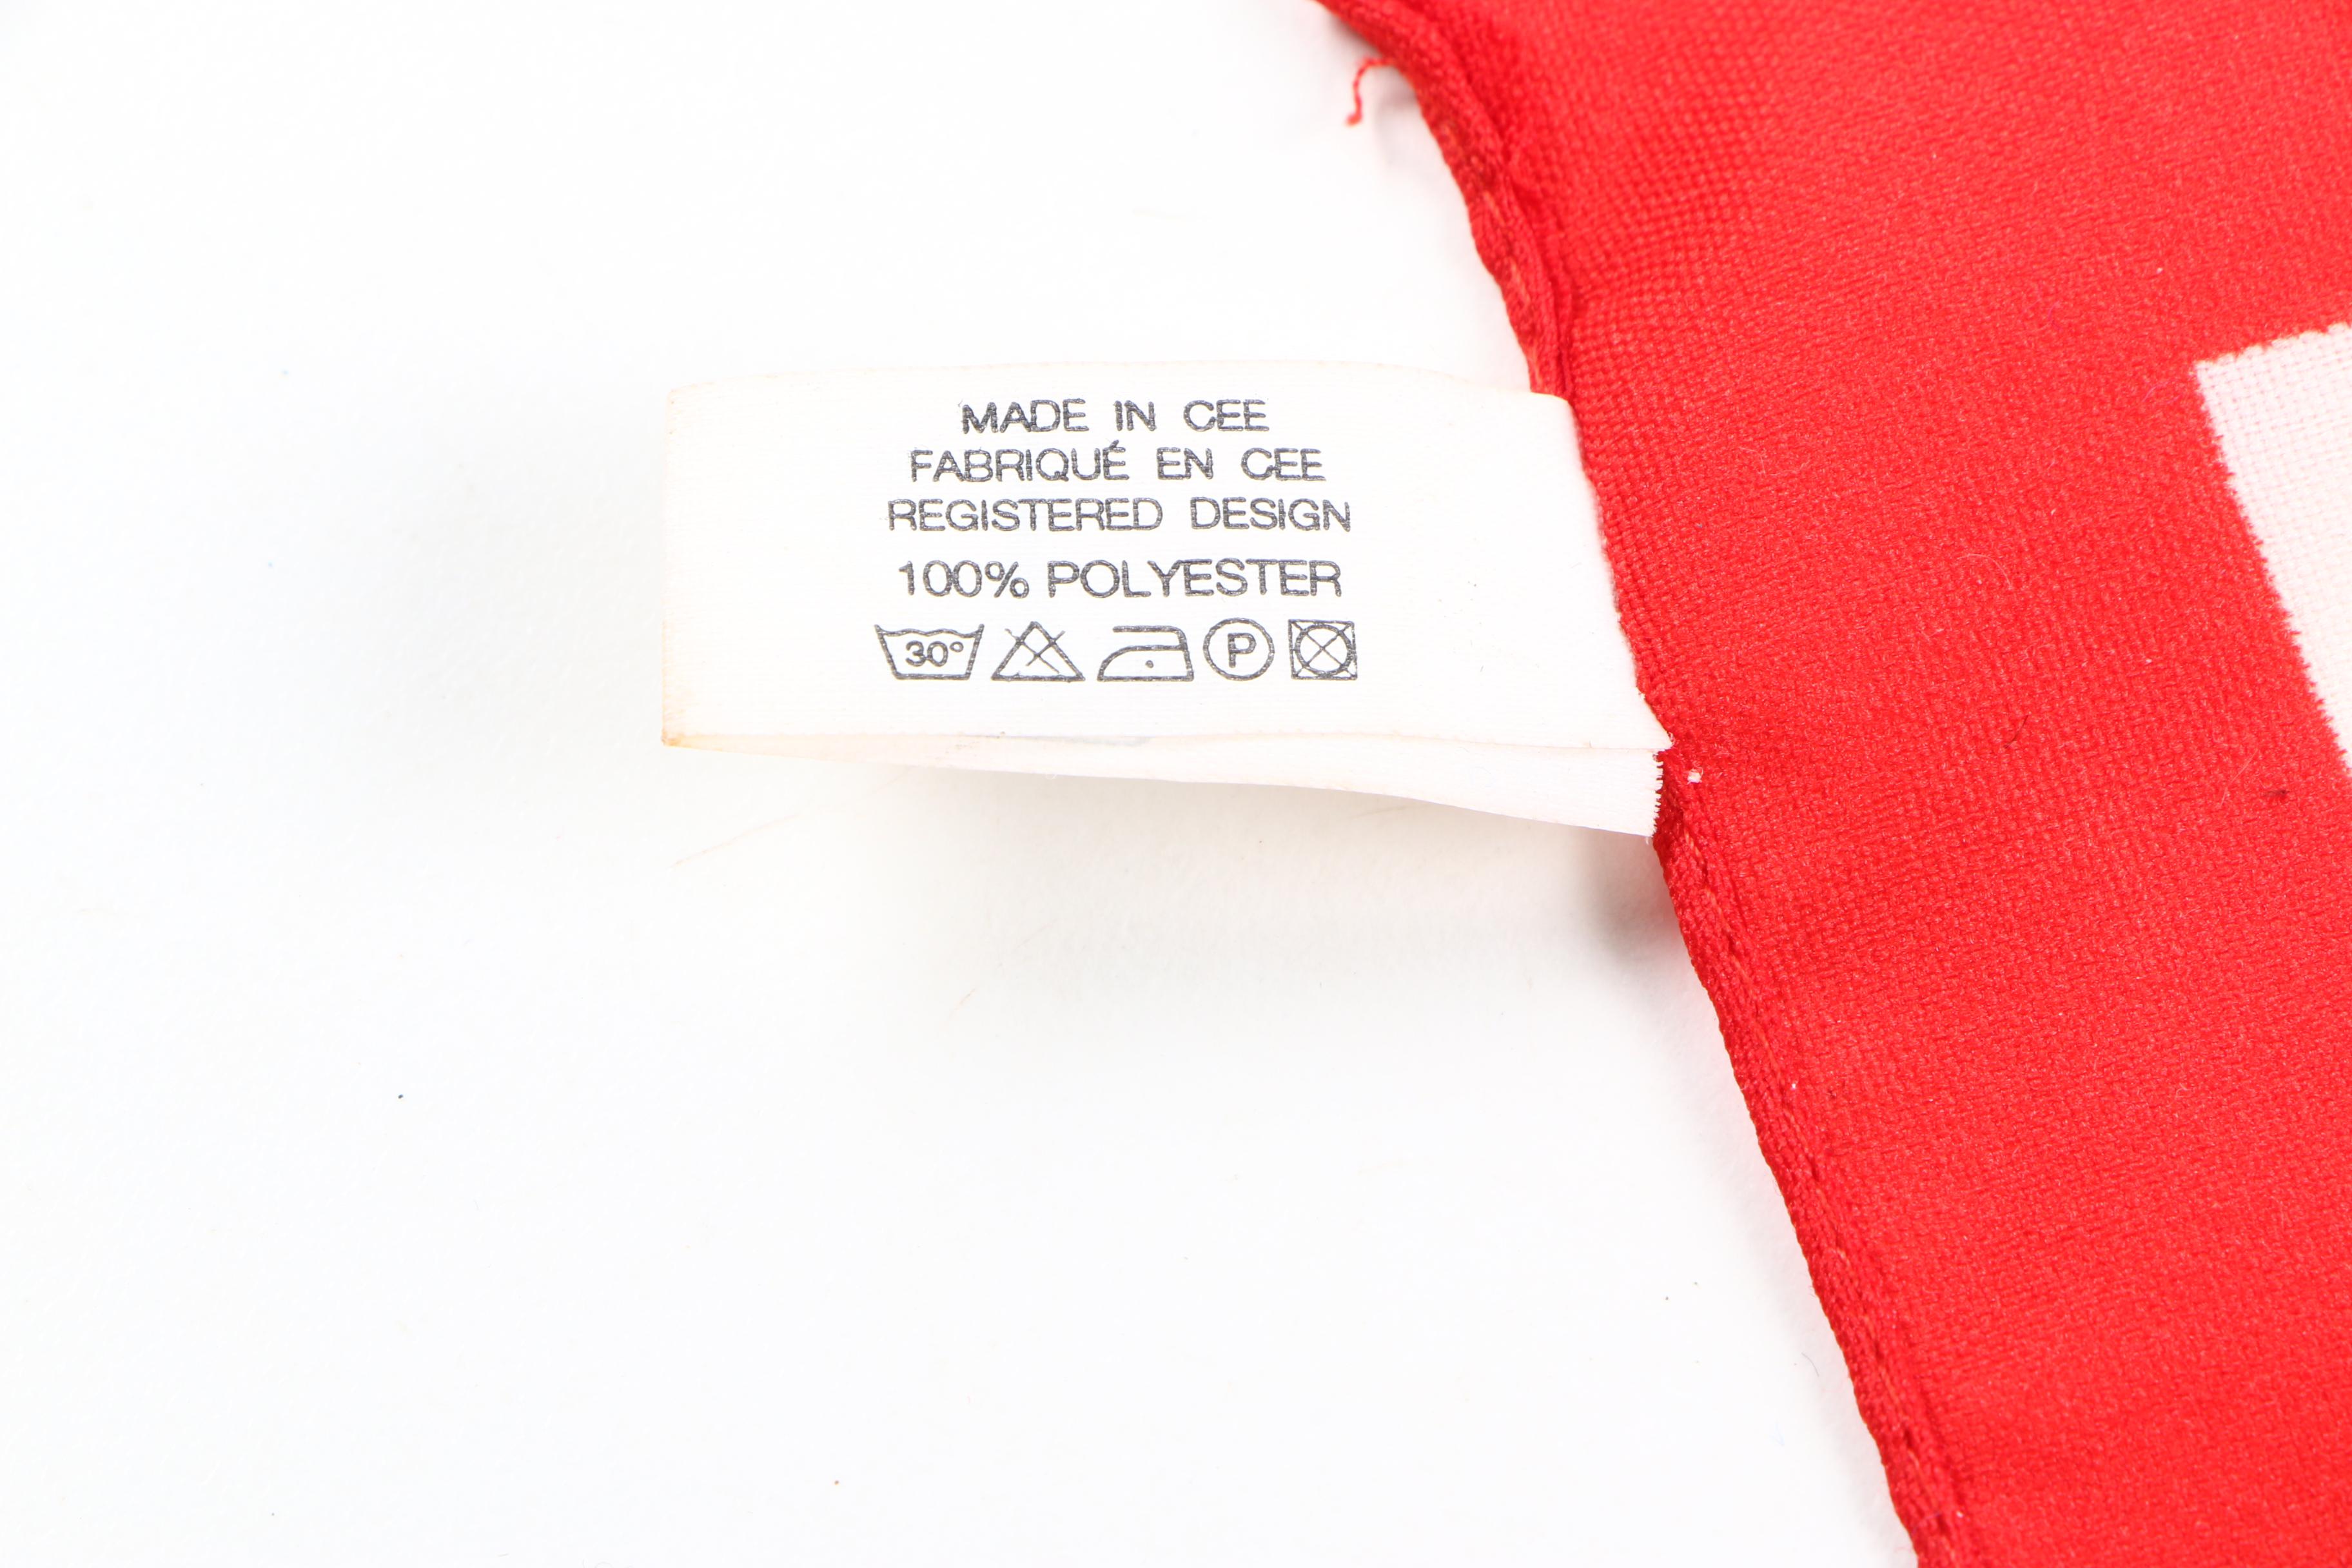 MADE IN CEE
FABRIQUÉ EN CEE
REGISTERED DESIGN
100% POLYESTER
30° P